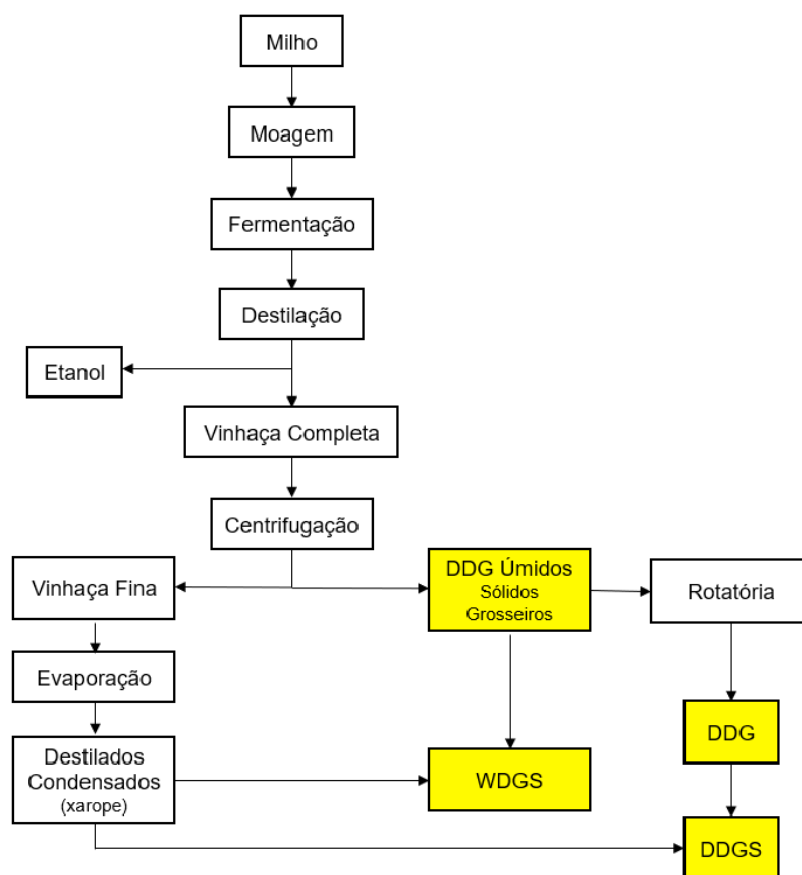 Milho
Moagem
Fermentação
Destilação
Etanol
Vinhaça Completa
Centrifugação
Vinhaça Fina
DDG Úmidos
Sólidos
Grosseiros
Rotatória
Evaporação
DDG
Destilados
Condensados
(xarope)
WDGS
DDGS